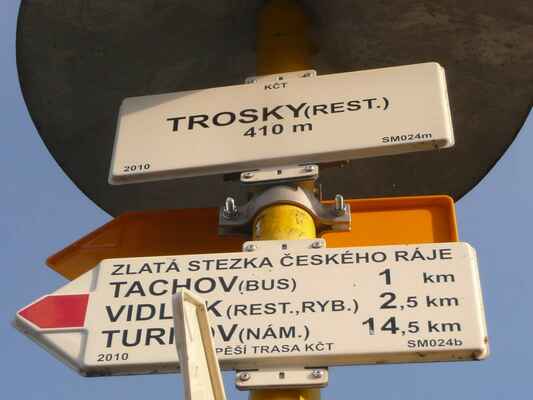 KČT
TROSKY (REST.)
410 m
2010 SM024m
ZLATÁ STEZKA ČESKÉHO RÁJE
TACHOV (BUS) 1 km
(REST., RYB.) 2,5 km
(NÁM.) 14,5 km
2010 PĚŠÍ TRASA KČT SM024b